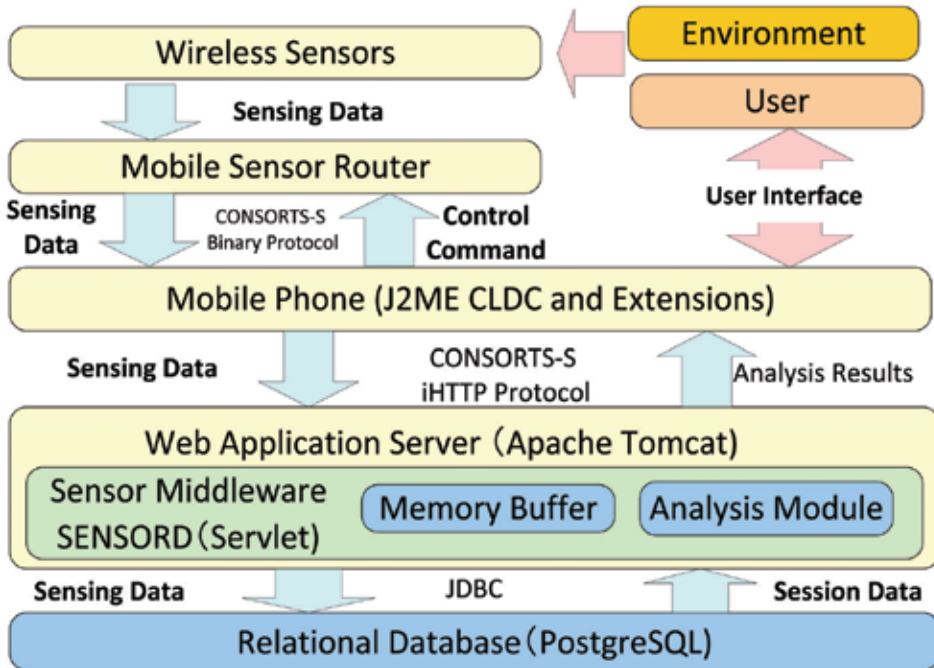 Environment
Wireless Sensors
User
Sensing Data
Mobile Sensor Router
User Interface
Sensing
Data
CONSORTS-S
Binary Protocol
Control
Command
Mobile Phone (J2ME CLDC and Extensions)
Sensing Data
CONSORTS-S
iHTTP Protocol
Analysis Results
Web Application Server (Apache Tomcat)
Sensor Middleware
SENSORD (Servlet)
Memory Buffer
Analysis Module
Sensing Data
JDBC
Session Data
Relational Database (PostgreSQL)